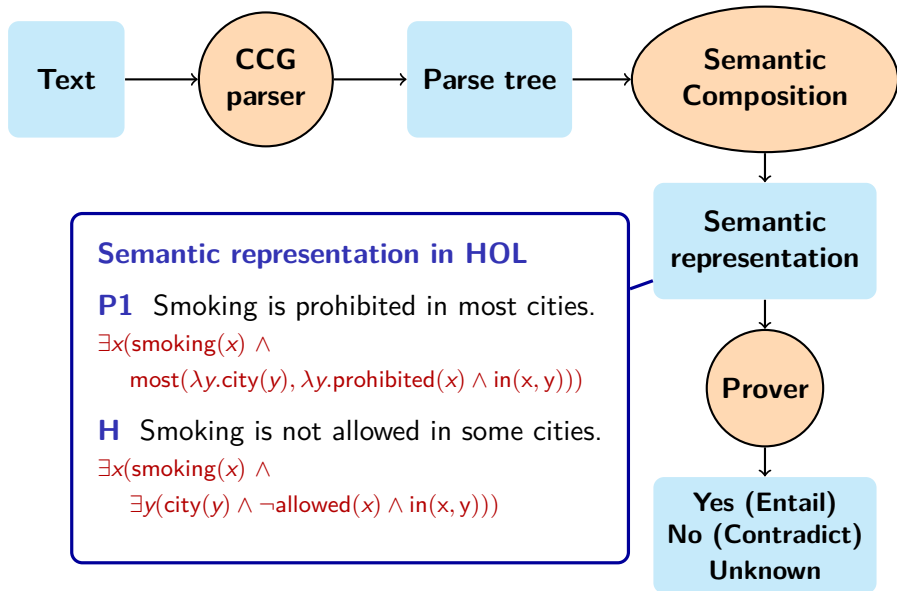 Text
CCG
parser
Parse tree
Semantic
Composition
Semantic
representation
Semantic representation in HOL
P1 Smoking is prohibited in most cities.
∃x(smoking(x) ∧
most(λy.city(y), λy.prohibited(x) ∧ in(x, y)))
H Smoking is not allowed in some cities.
∃x(smoking(x) ∧
∃y(city(y) ∧ ¬allowed(x) ∧ in(x, y)))
Prover
Yes (Entail)
No (Contradict)
Unknown